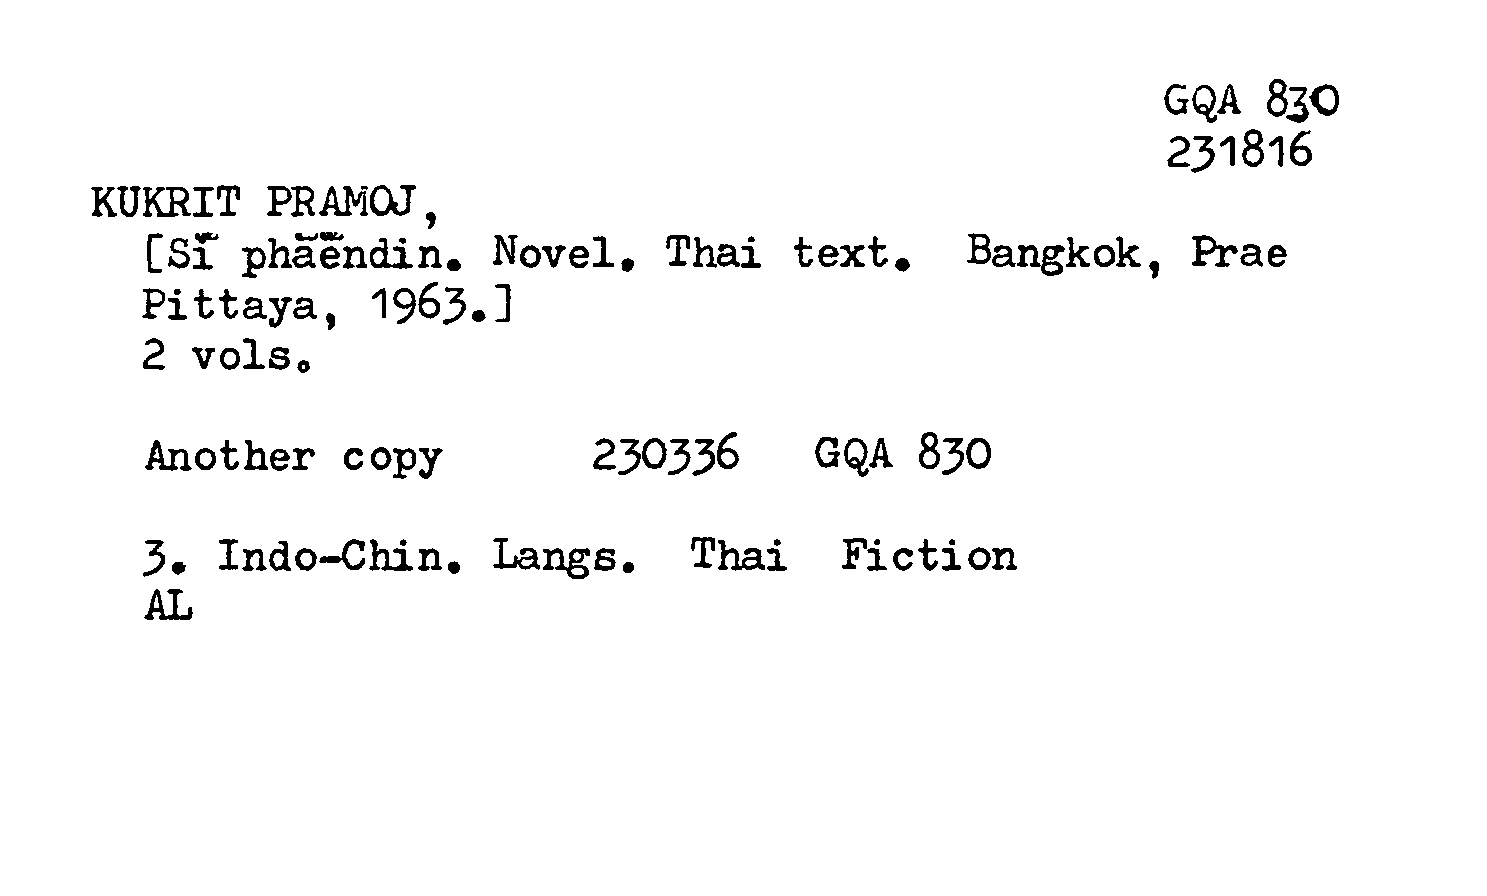 GQA 830
231816
KUKRIT PRAMOJ,
[Sī phāēndin. Novel. Thai text. Bangkok, Prae
Pittaya, 1963.]
2 vols.
Another copy 230336 GQA 830
3. Indo-Chin. Langs. Thai Fiction
AL